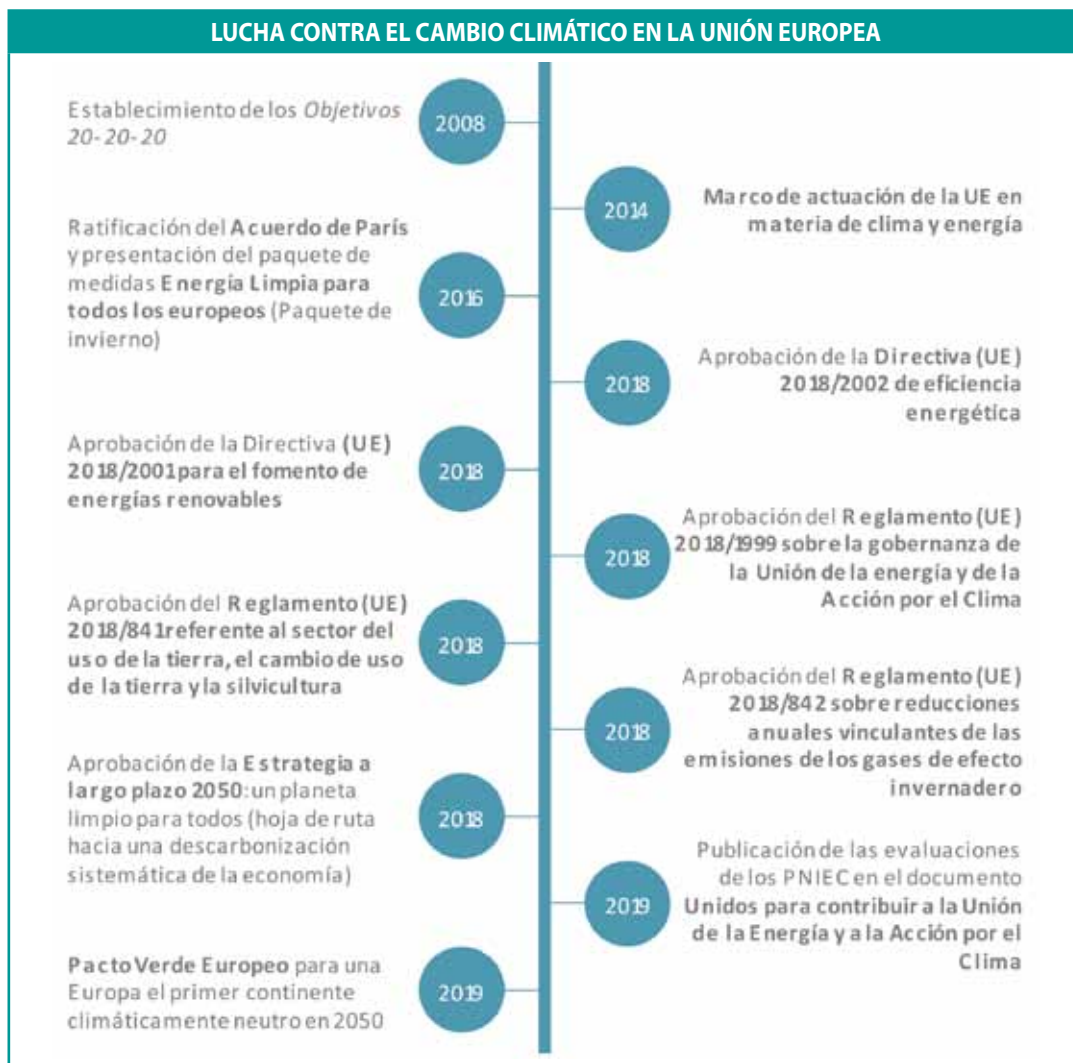 LUCHA CONTRA EL CAMBIO CLIMÁTICO EN LA UNIÓN EUROPEA
Establecimiento de los Objetivos
20-20-20
2008
2014
Marco de actuación de la UE en
materia de clima y energía
Ratificación del Acuerdo de París
y presentación del paquete de
medidas Energía Limpia para
todos los europeos (Paquete de
invierno)
2016
2018
Aprobación de la Directiva (UE)
2018/2002 de eficiencia
energética
Aprobación de la Directiva (UE)
2018/2001 para el fomento de
energías renovables
2018
2018
Aprobación del Reglamento (UE)
2018/1999 sobre la gobernanza de
la Unión de la energía y de la
Acción por el Clima
Aprobación del Reglamento (UE)
2018/841 referente al sector del
uso de la tierra, el cambio de uso
de la tierra y la silvicultura
2018
2018
Aprobación del Reglamento (UE)
2018/842 sobre reducciones
anuales vinculantes de las
emisiones de los gases de efecto
invernadero
Aprobación de la Estrategia a
largo plazo 2050: un planeta
limpio para todos (hoja de ruta
hacia una descarbonización
sistemática de la economía)
2018
2019
Publicación de las evaluaciones
de los PNIEC en el documento
Unidos para contribuir a la Unión
de la Energía y a la Acción por el
Clima
Pacto Verde Europeo para una
Europa el primer continente
climáticamente neutro en 2050
2019